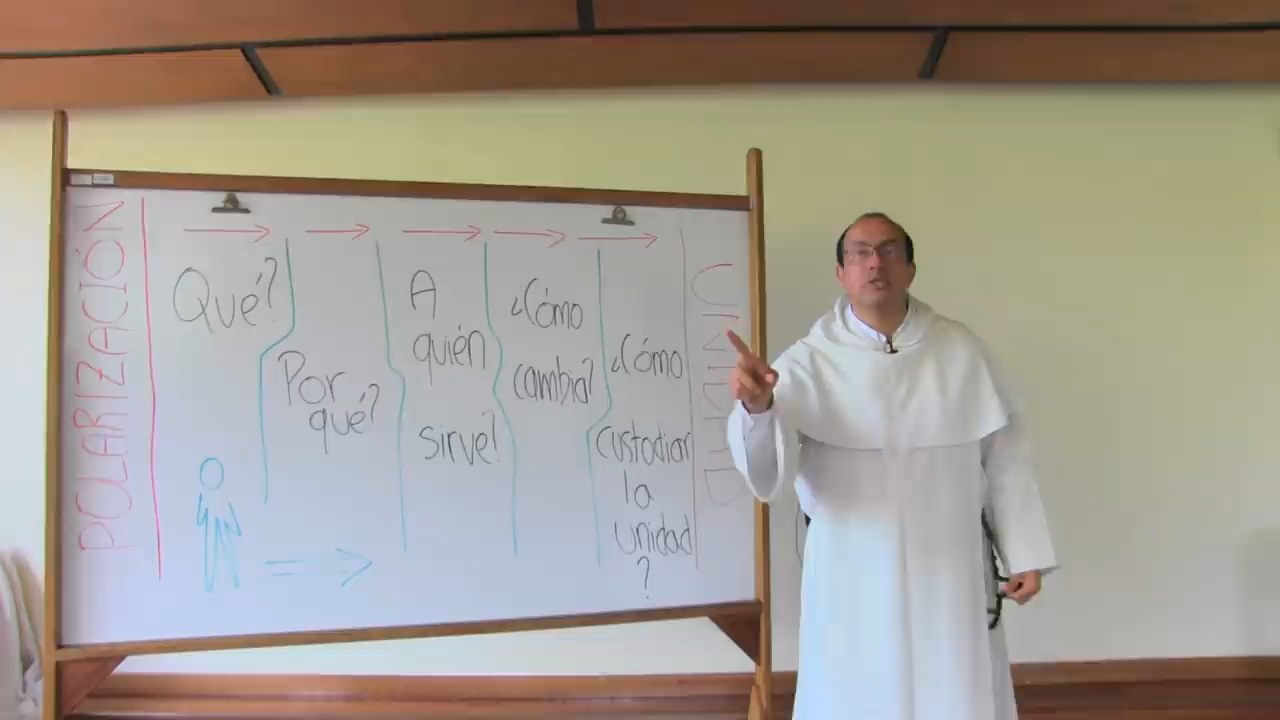 POLARIZACIÓN
Qué?
Por
qué?
A
quién
sirve?
¿Cómo
cambia?
¿Cómo
custodiar
la
unidad
?
UNIDAD